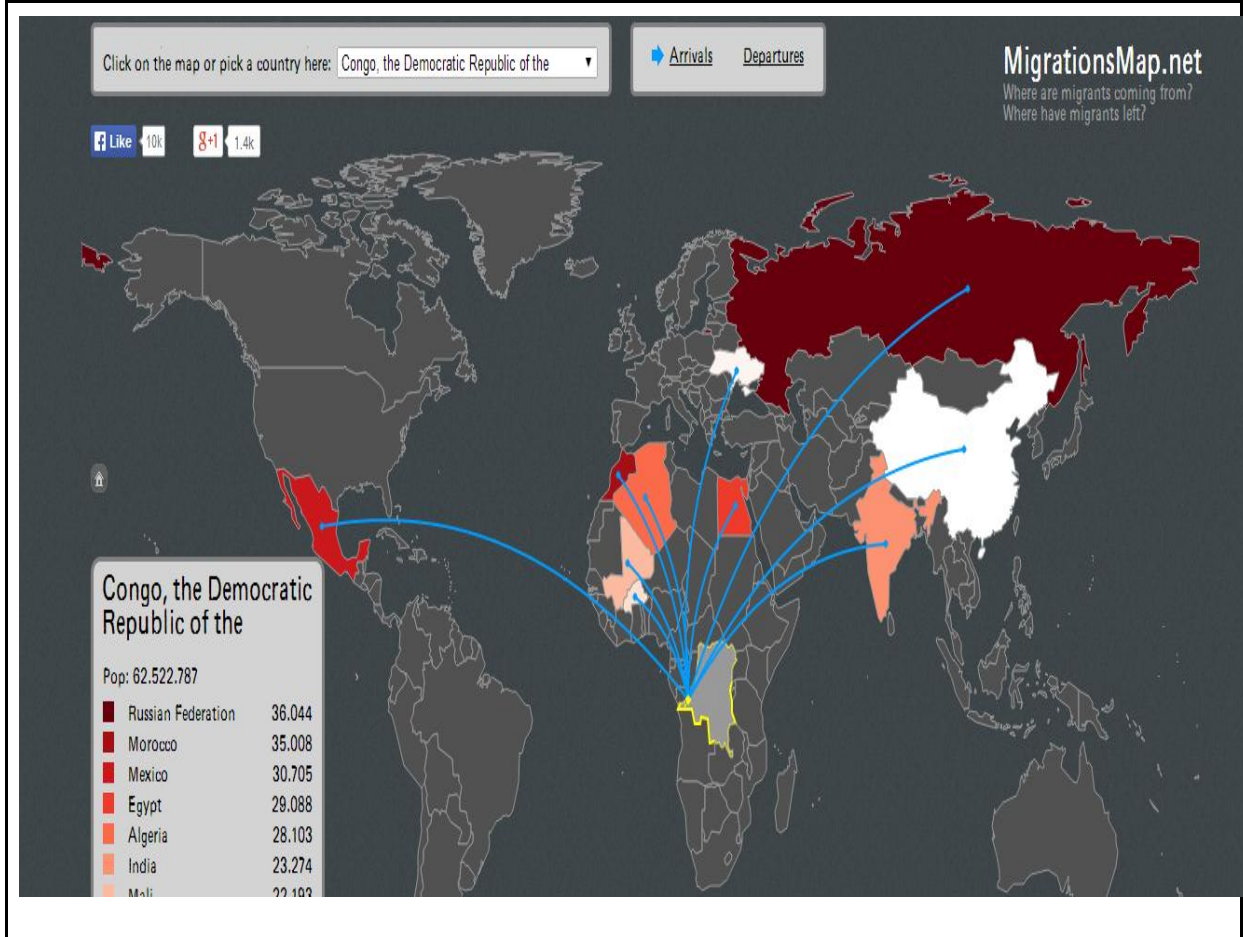 Click on the map or pick a country here: Congo, the Democratic Republic of the
Arrivals Departures
MigrationsMap.net
Where are migrants coming from?
Where have migrants left?
Like 10k g+1 1.4k
Congo, the Democratic
Republic of the
Pop: 62.522.787
Russian Federation 36.044
Morocco 35.008
Mexico 30.705
Egypt 29.088
Algeria 28.103
India 23.274
Mali 22.193